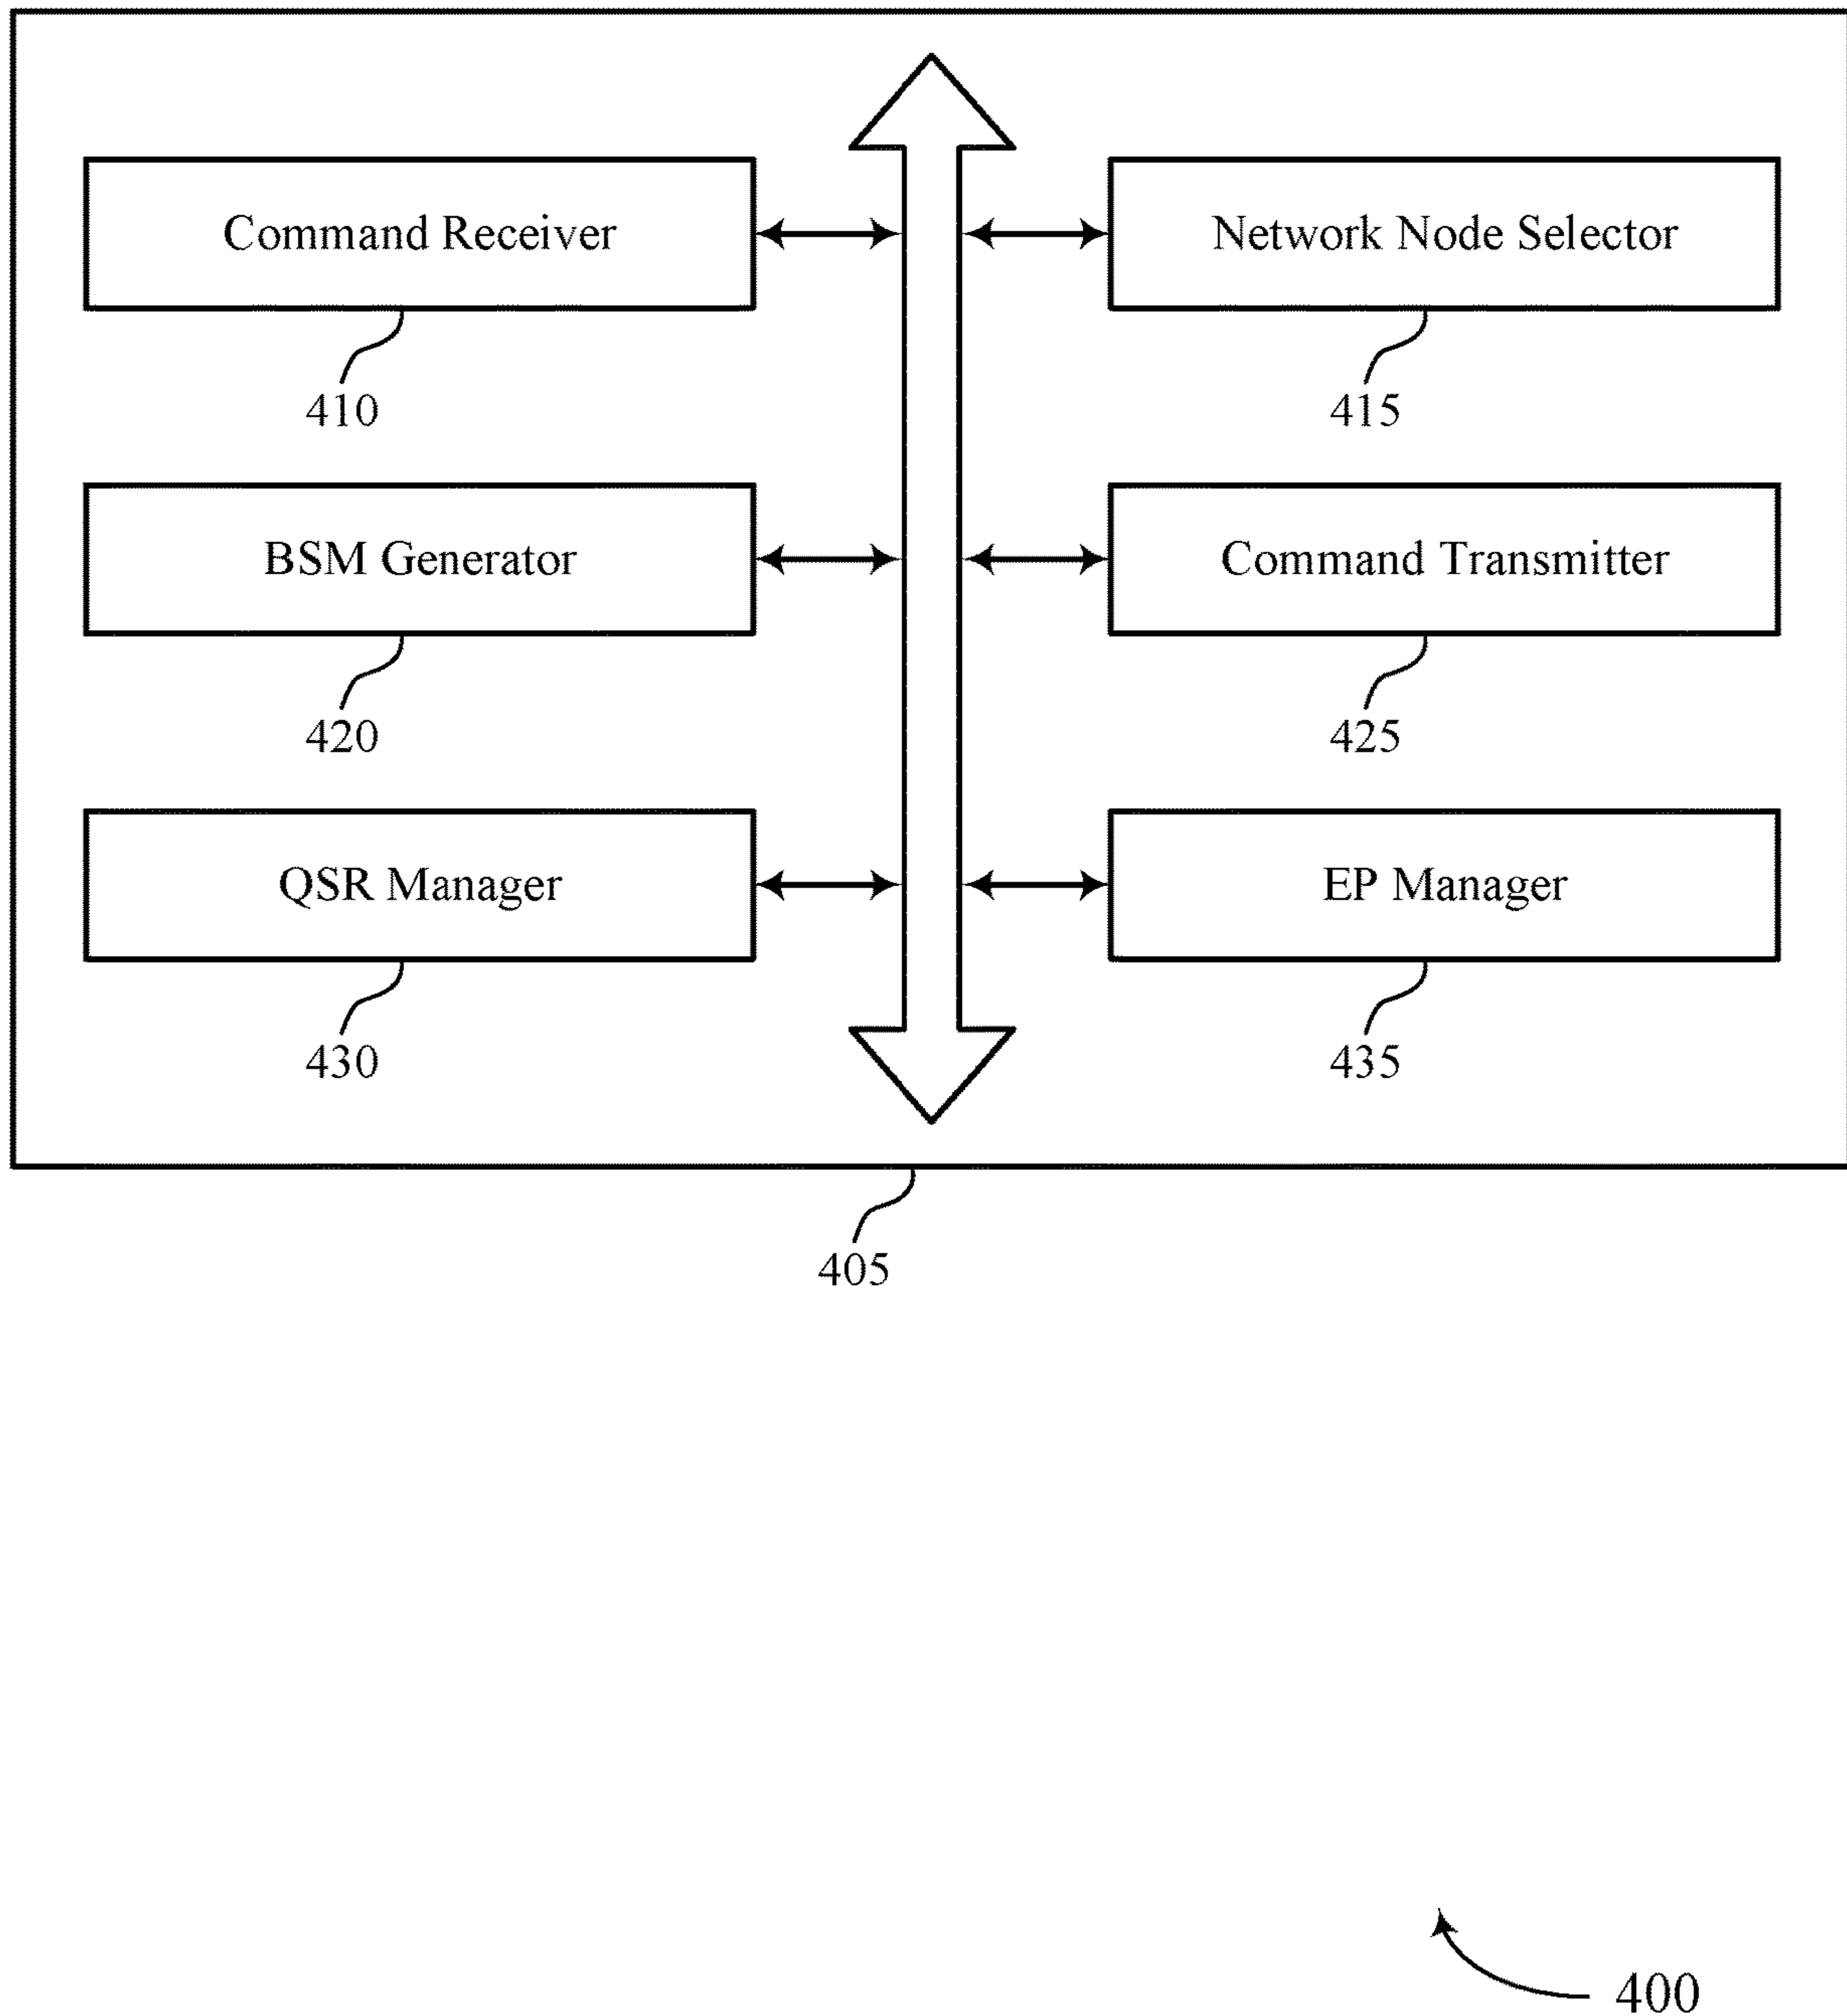 Command Receiver
410
Network Node Selector
415
BSM Generator
420
Command Transmitter
425
QSR Manager
430
EP Manager
435
405
400